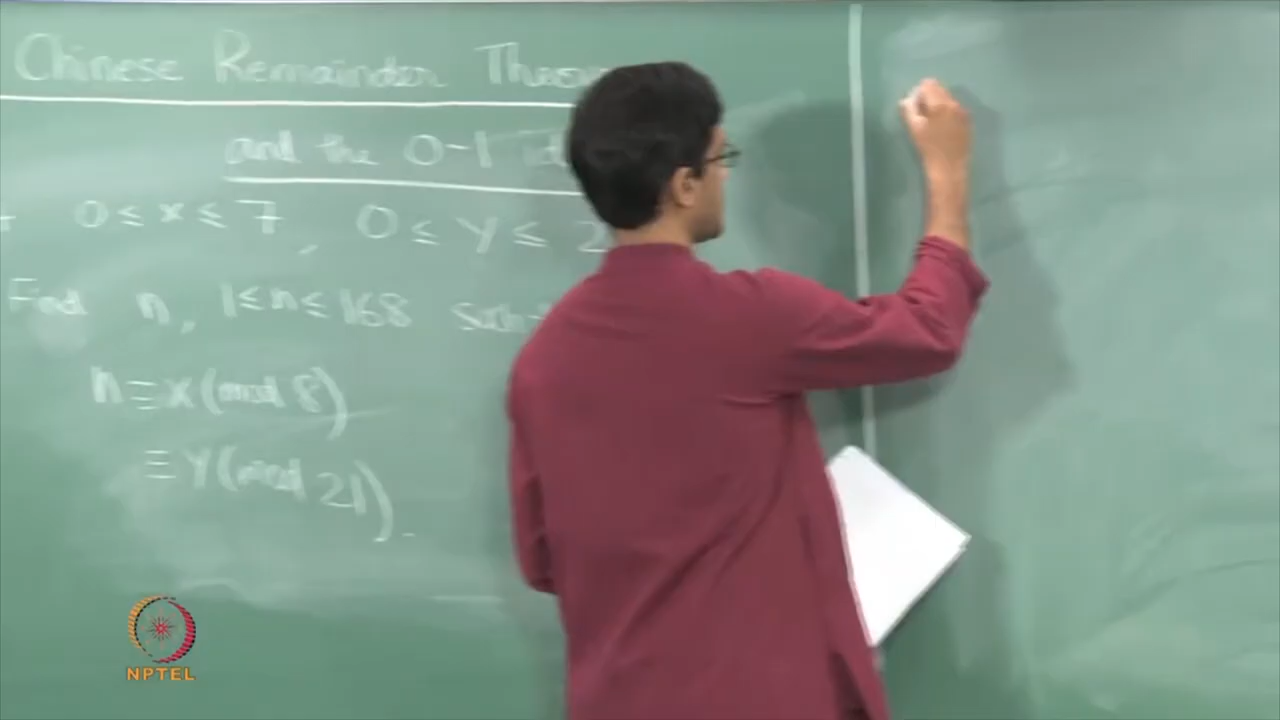 Chinese Remainder
and the 0-1
0 ≤ x ≤ 7, 0 ≤ y ≤ 2
Find n, 1 ≤ n ≤ 168 such
n ≡ x (mod 8)
≡ y (mod 21).
NPTEL